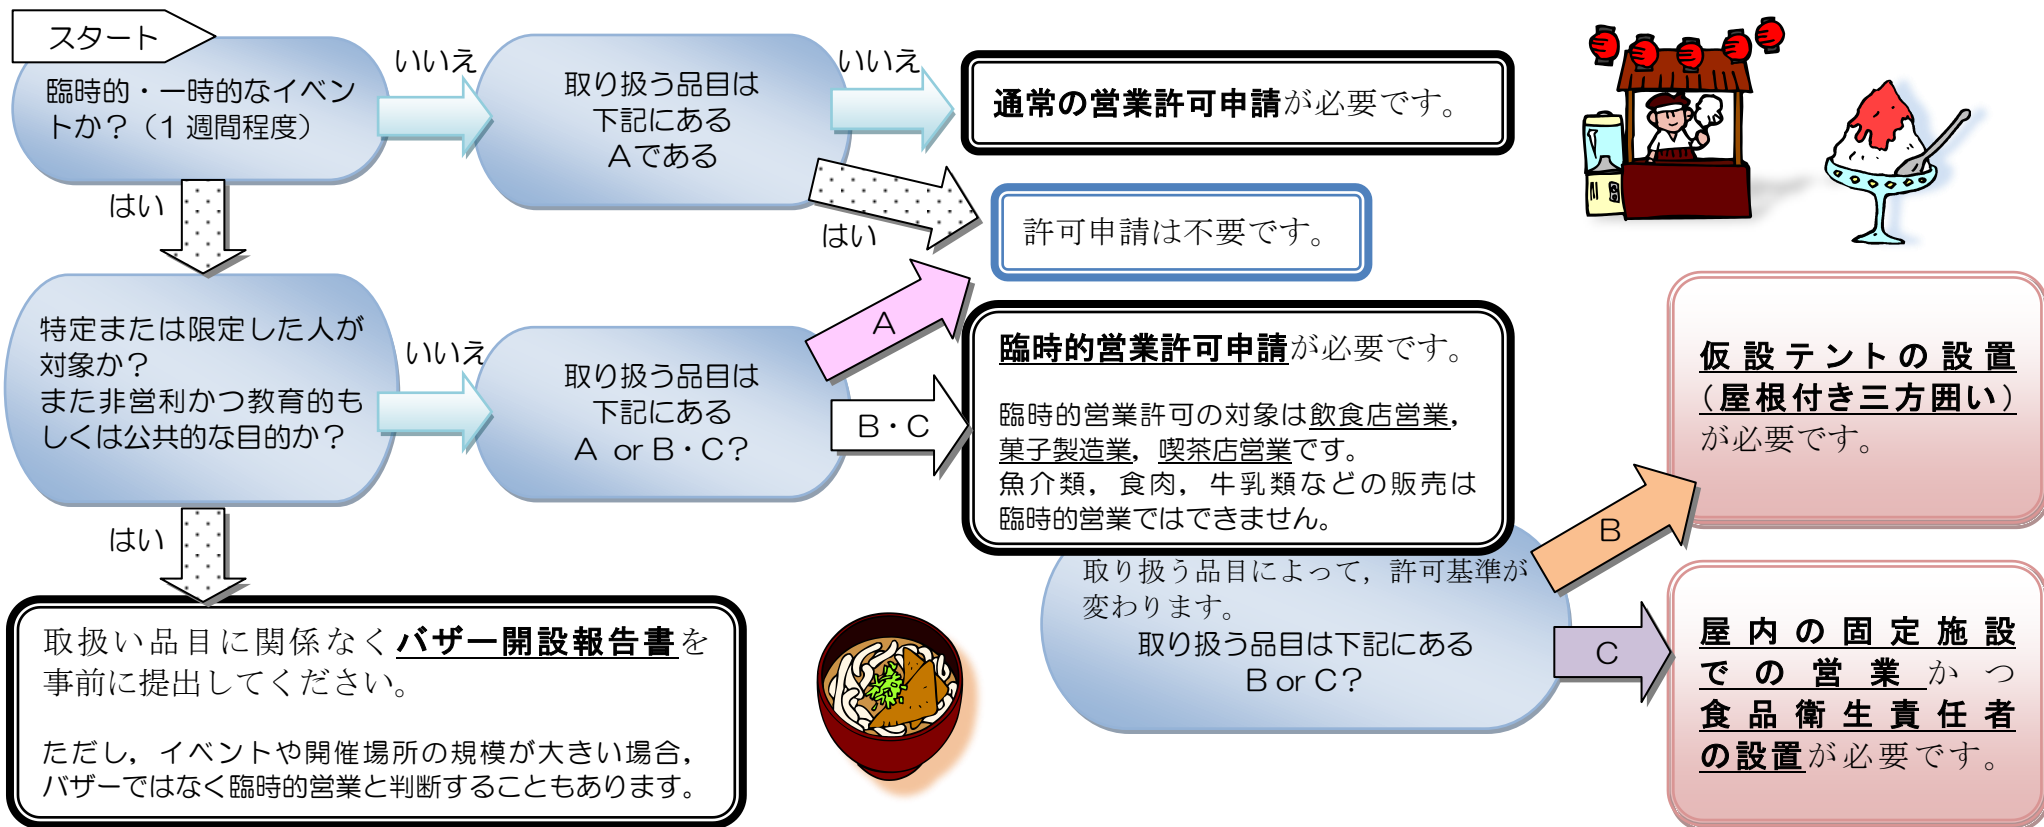 スタート
臨時的・一時的なイベン
トか？（1 週間程度）
いいえ
取り扱う品目は
下記にある
Aである
いいえ
通常の営業許可申請が必要です。
はい
はい
許可申請は不要です。
特定または限定した人が
対象か？
また非営利かつ教育的も
しくは公共的な目的か？
いいえ
取り扱う品目は
下記にある
A or B・C？
A
B・C
臨時的営業許可申請が必要です。
臨時的営業許可の対象は飲食店営業，
菓子製造業，喫茶店営業です。
魚介類，食肉，牛乳類などの販売は
臨時的営業ではできません。
はい
取扱い品目に関係なくバザー開設報告書を
事前に提出してください。
ただし，イベントや開催場所の規模が大きい場合，
バザーではなく臨時的営業と判断することもあります。
取り扱う品目によって，許可基準が
変わります。
取り扱う品目は下記にある
B or C？
B
仮設テントの設置
（屋根付き三方囲い）
が必要です。
C
屋内の固定施設
での営業かつ
食品衛生責任者
の設置が必要です。